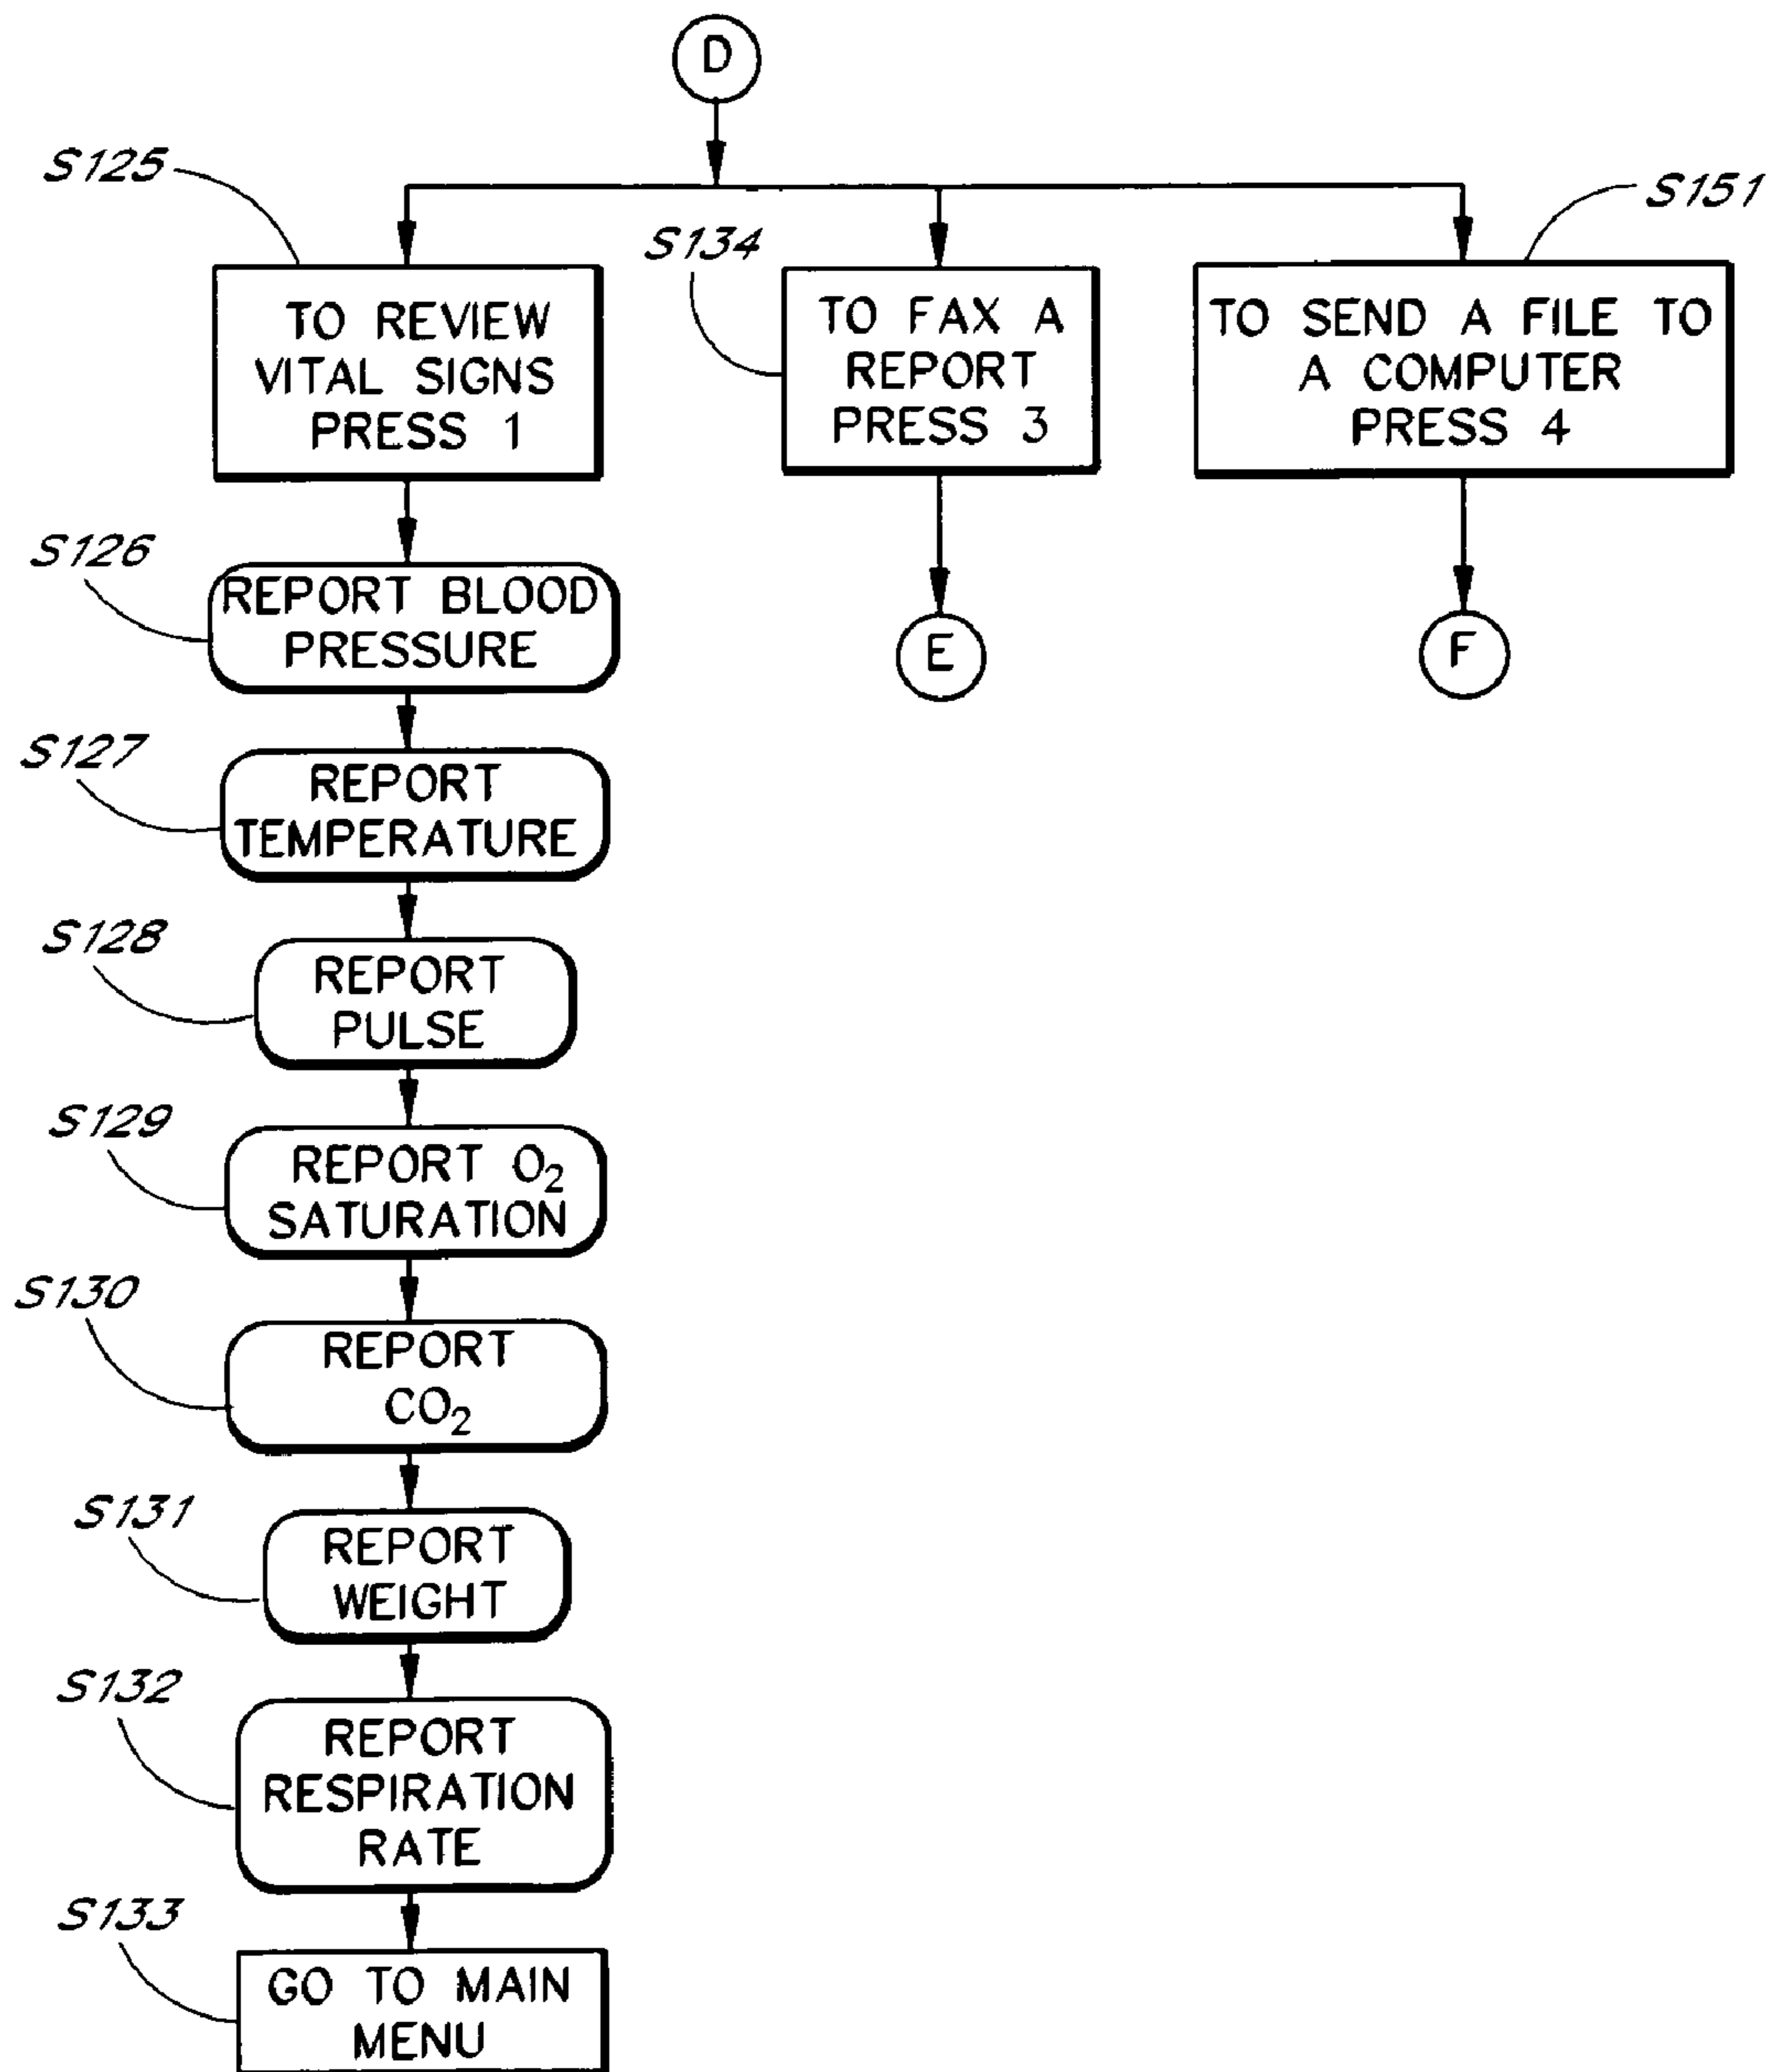 D
S125
TO REVIEW
VITAL SIGNS
PRESS 1
S134
TO FAX A
REPORT
PRESS 3
S151
TO SEND A FILE TO
A COMPUTER
PRESS 4
S126
REPORT BLOOD
PRESSURE
E
F
S127
REPORT
TEMPERATURE
S128
REPORT
PULSE
S129
REPORT O₂
SATURATION
S130
REPORT
CO₂
S131
REPORT
WEIGHT
S132
REPORT
RESPIRATION
RATE
S133
GO TO MAIN
MENU